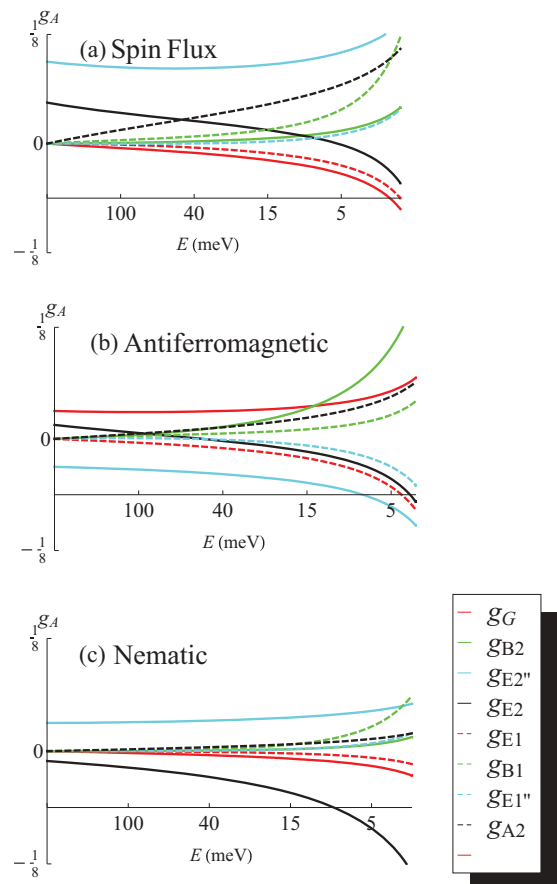 1/8 g_A
(a) Spin Flux
0
100 40 15 5
E (meV)
-1/8
1/8 g_A
(b) Antiferromagnetic
0
100 40 15 5
E (meV)
-1/8
1/8 g_A
(c) Nematic
0
100 40 15 5
E (meV)
-1/8
g_G
g_B2
g_E2"
g_E2
g_E1
g_B1
g_E1"
g_A2